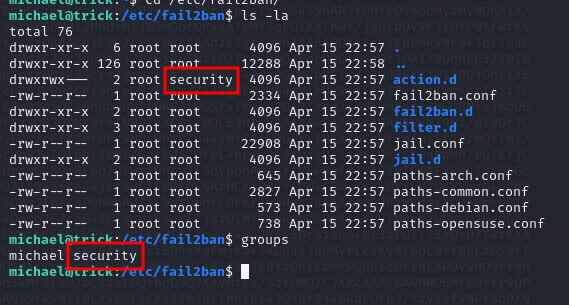 michael@trick:~$ cd /etc/fail2ban/
michael@trick:/etc/fail2ban$ ls -la
total 76
drwxr-xr-x   6 root root      4096 Apr 15 22:57 .
drwxr-xr-x 126 root root     12288 Apr 15 22:58 ..
drwxrwx---   2 root security  4096 Apr 15 22:57 action.d
-rw-r--r--   1 root root      2334 Apr 15 22:57 fail2ban.conf
drwxr-xr-x   2 root root      4096 Apr 15 22:57 fail2ban.d
drwxr-xr-x   3 root root      4096 Apr 15 22:57 filter.d
-rw-r--r--   1 root root     22908 Apr 15 22:57 jail.conf
drwxr-xr-x   2 root root      4096 Apr 15 22:57 jail.d
-rw-r--r--   1 root root       645 Apr 15 22:57 paths-arch.conf
-rw-r--r--   1 root root      2827 Apr 15 22:57 paths-common.conf
-rw-r--r--   1 root root       573 Apr 15 22:57 paths-debian.conf
-rw-r--r--   1 root root       738 Apr 15 22:57 paths-opensuse.conf
michael@trick:/etc/fail2ban$ groups
michael security
michael@trick:/etc/fail2ban$